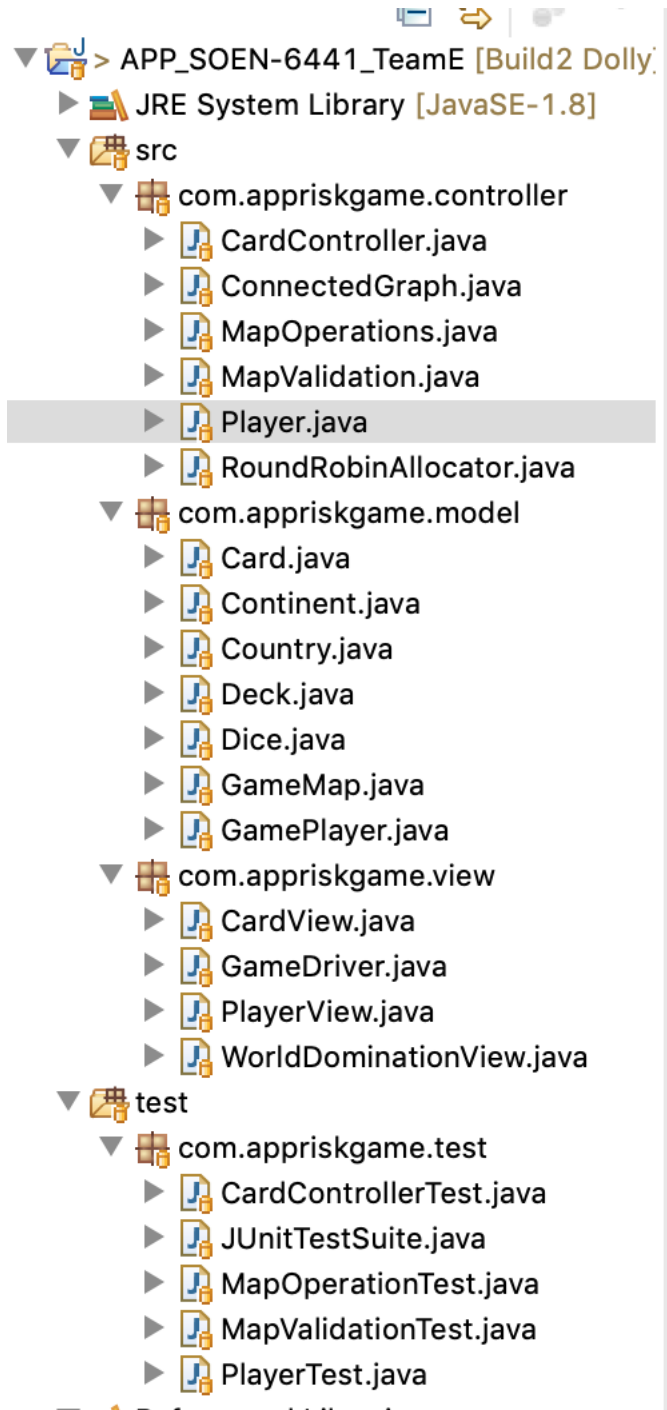 > APP_SOEN-6441_TeamE [Build2 Dolly]
JRE System Library [JavaSE-1.8]
src
com.appriskgame.controller
CardController.java
ConnectedGraph.java
MapOperations.java
MapValidation.java
Player.java
RoundRobinAllocator.java
com.appriskgame.model
Card.java
Continent.java
Country.java
Deck.java
Dice.java
GameMap.java
GamePlayer.java
com.appriskgame.view
CardView.java
GameDriver.java
PlayerView.java
WorldDominationView.java
test
com.appriskgame.test
CardControllerTest.java
JUnitTestSuite.java
MapOperationTest.java
MapValidationTest.java
PlayerTest.java